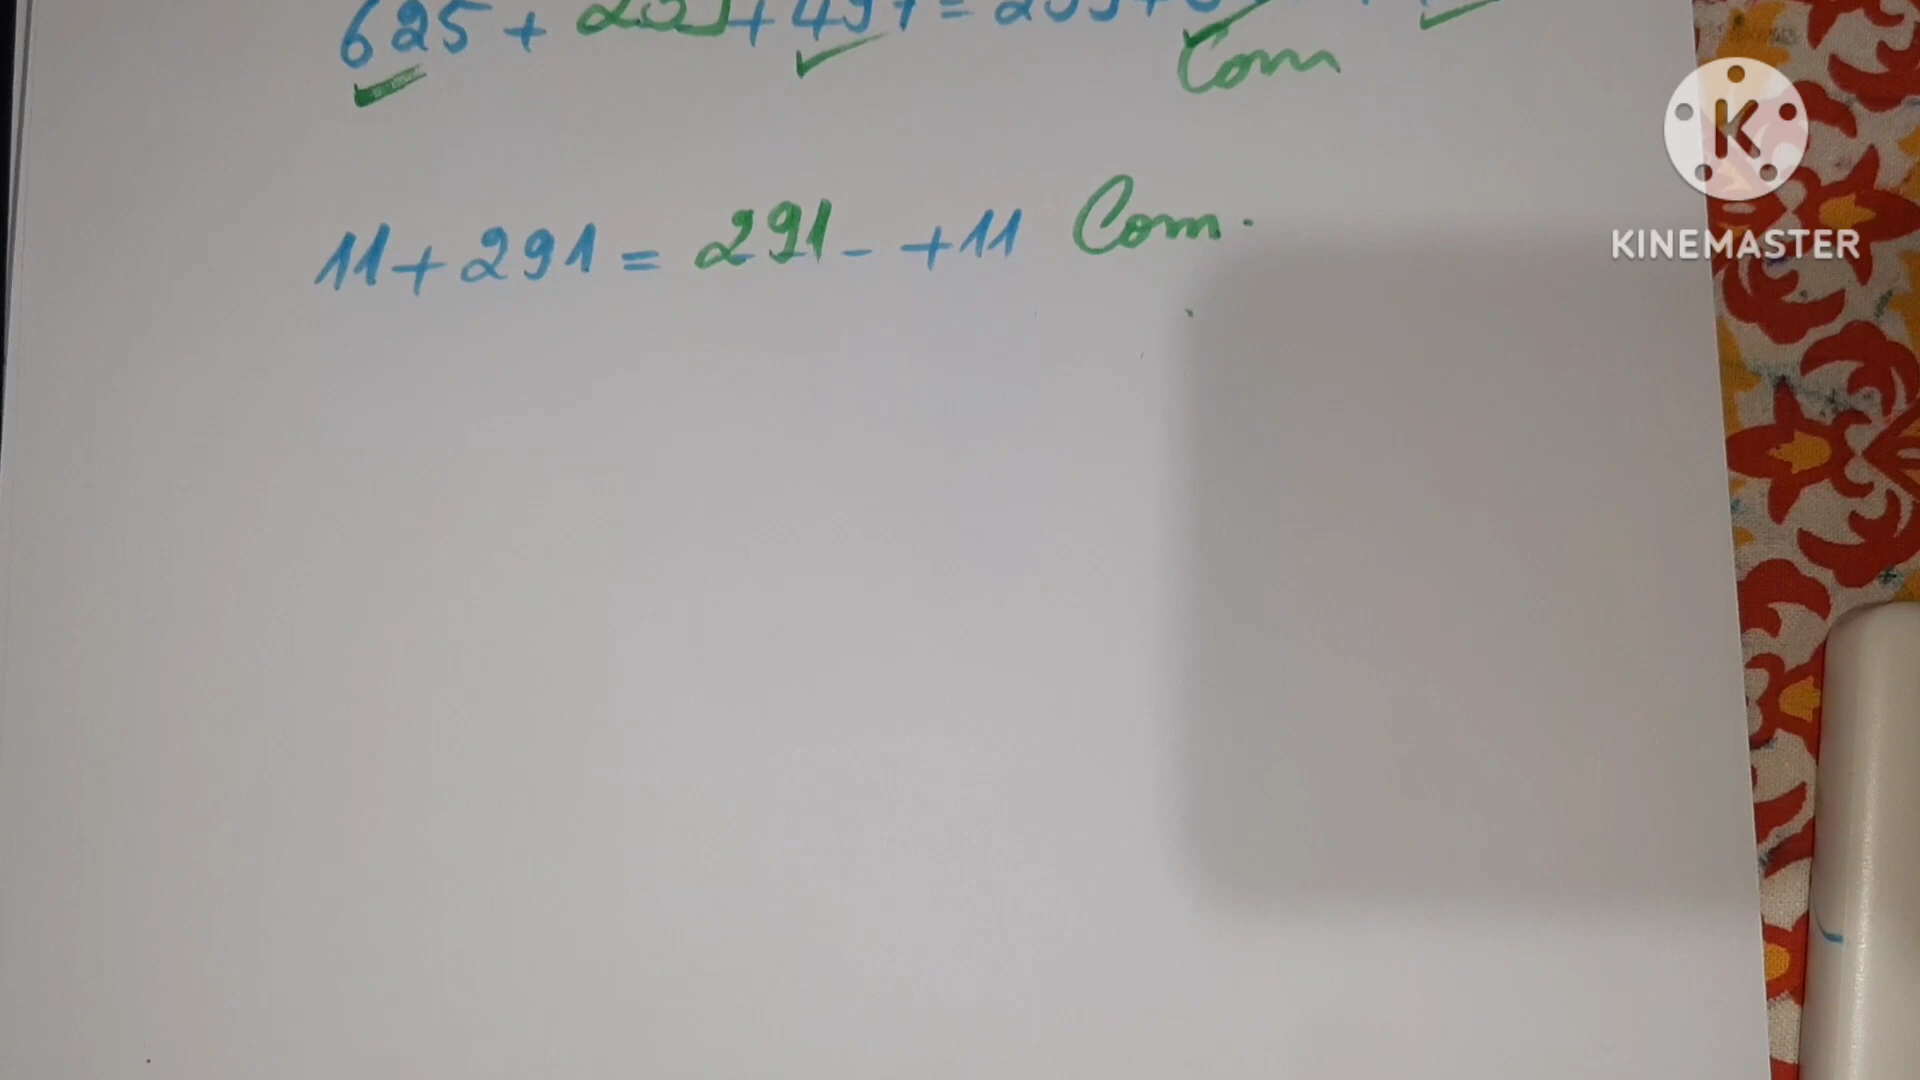 625 +
Com
11 + 291 = 291 + 11 Com.
K
KINEMASTER